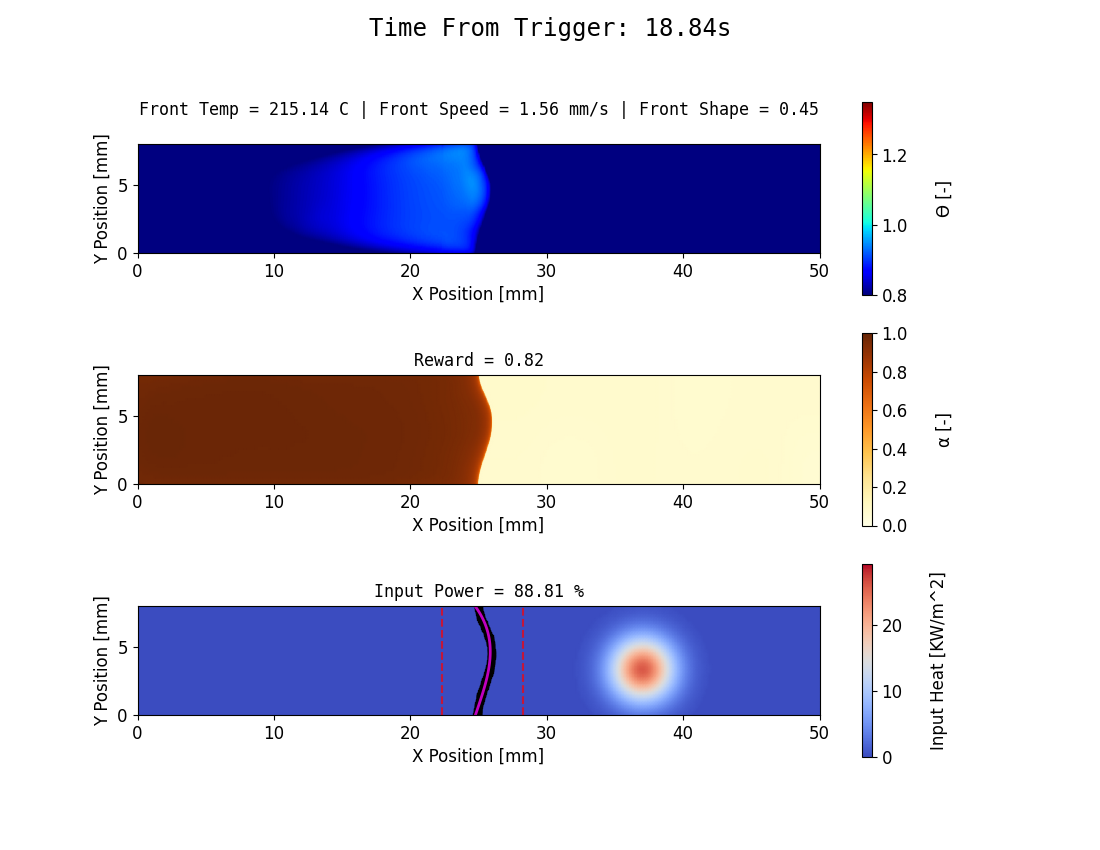 Time From Trigger: 18.84s
Front Temp = 215.14 C | Front Speed = 1.56 mm/s | Front Shape = 0.45
Y Position [mm]
5
0
0 10 20 30 40 50
X Position [mm]
1.2
1.0
0.8
Θ [-]
Reward = 0.82
Y Position [mm]
5
0
0 10 20 30 40 50
X Position [mm]
1.0
0.8
0.6
0.4
0.2
0.0
α [-]
Input Power = 88.81 %
Y Position [mm]
5
0
0 10 20 30 40 50
X Position [mm]
20
10
0
Input Heat [KW/m^2]